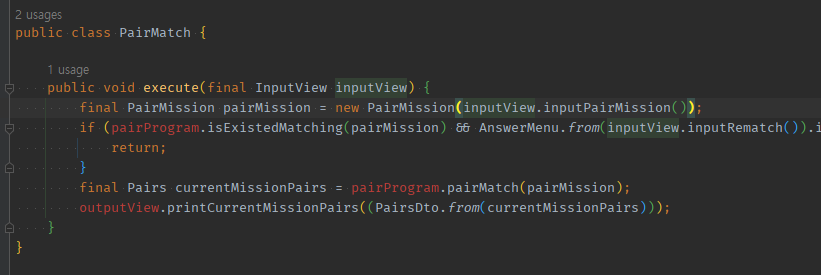 2 usages
public class PairMatch {
1 usage
public void execute(final InputView inputView) {
final PairMission pairMission = new PairMission(inputView.inputPairMission());
if (pairProgram.isExistedMatching(pairMission) && AnswerMenu.from(inputView.inputRematch()).i
return;
}
final Pairs currentMissionPairs = pairProgram.pairMatch(pairMission);
outputView.printCurrentMissionPairs((PairsDto.from(currentMissionPairs)));
}
}